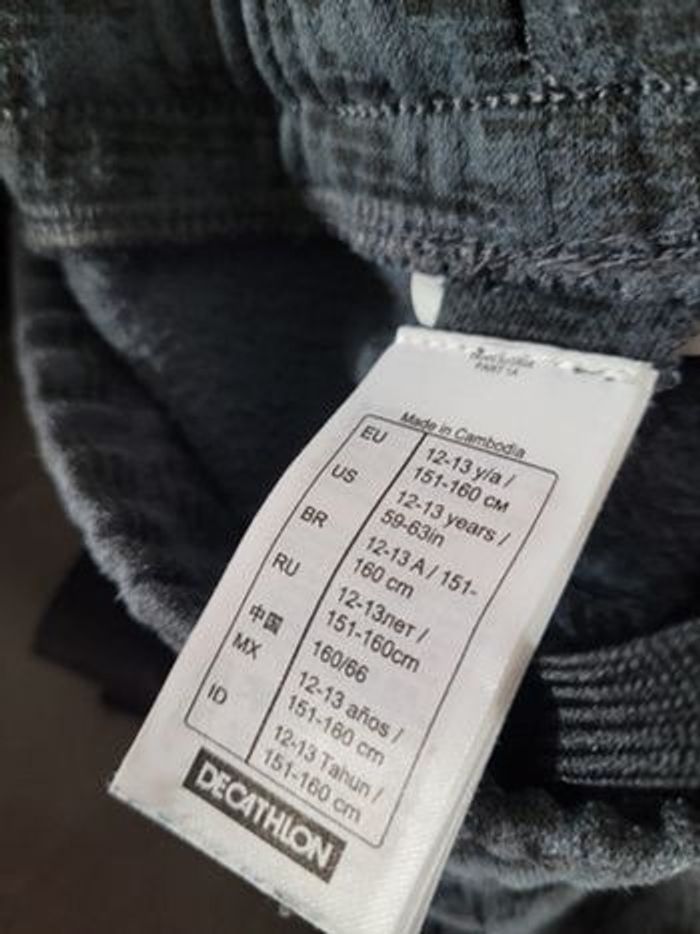 PART 1A
Made in Cambodia
EU 12-13 y/a /
151-160 см
US 12-13 years /
59-63in
BR 12-13 A / 151-
160 cm
RU 12-13лет /
151-160cm
中国 160/66
MX 12-13 años /
151-160 cm
ID 12-13 Tahun /
151-160 cm
DECATHLON